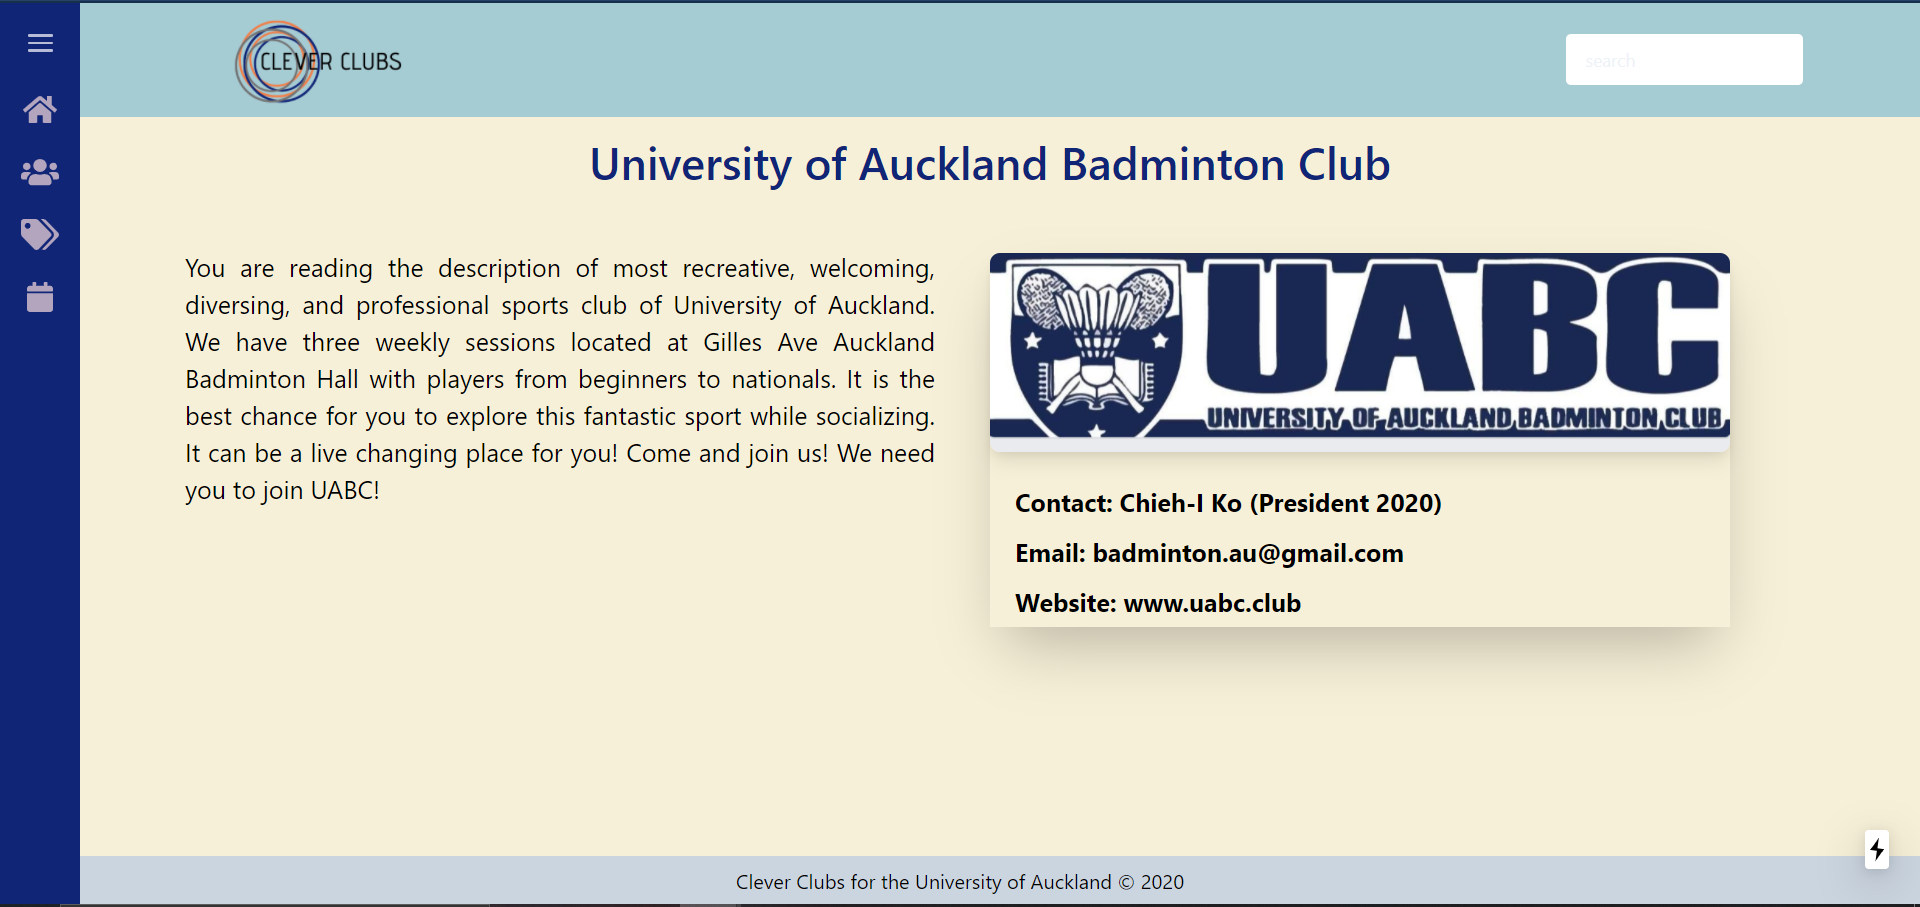 CLEVER CLUBS
search
University of Auckland Badminton Club
You are reading the description of most recreative, welcoming,
diversing, and professional sports club of University of Auckland.
We have three weekly sessions located at Gilles Ave Auckland
Badminton Hall with players from beginners to nationals. It is the
best chance for you to explore this fantastic sport while socializing.
It can be a live changing place for you! Come and join us! We need
you to join UABC!
UABC
UNIVERSITY OF AUCKLAND BADMINTON CLUB
Contact: Chieh-I Ko (President 2020)
Email: badminton.au@gmail.com
Website: www.uabc.club
Clever Clubs for the University of Auckland © 2020